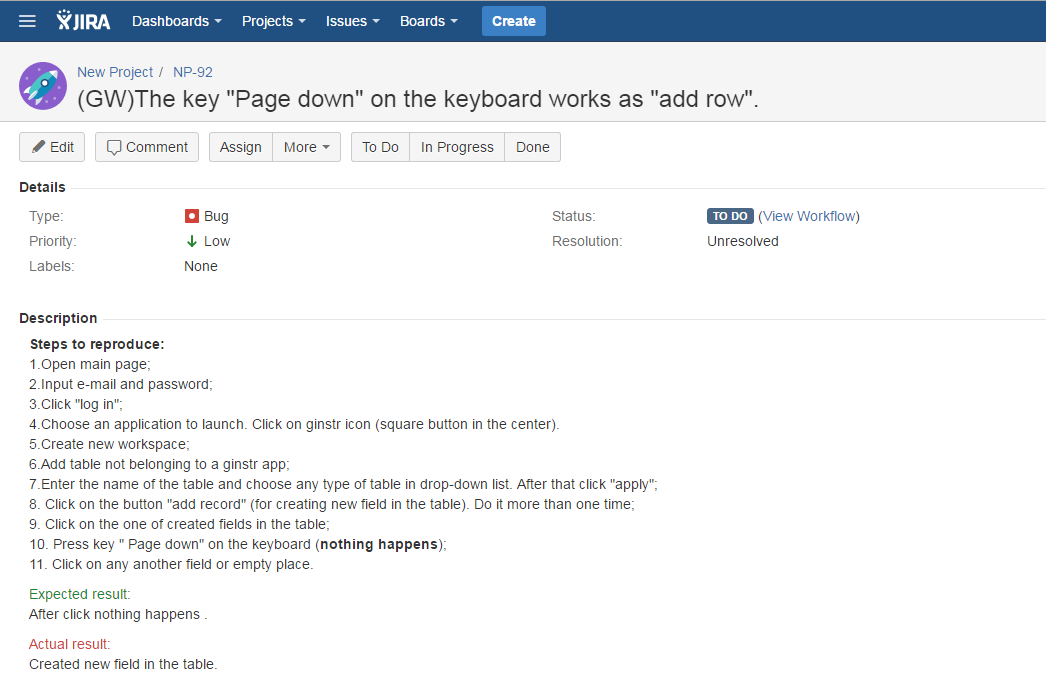 JIRA Dashboards Projects Issues Boards Create
New Project / NP-92
(GW)The key "Page down" on the keyboard works as "add row".
Edit Comment Assign More To Do In Progress Done
Details
Type: Bug Status: TO DO (View Workflow)
Priority: Low Resolution: Unresolved
Labels: None
Description
Steps to reproduce:
1.Open main page;
2.Input e-mail and password;
3.Click "log in";
4.Choose an application to launch. Click on ginstr icon (square button in the center).
5.Create new workspace;
6.Add table not belonging to a ginstr app;
7.Enter the name of the table and choose any type of table in drop-down list. After that click "apply";
8. Click on the button "add record" (for creating new field in the table). Do it more than one time;
9. Click on the one of created fields in the table;
10. Press key " Page down" on the keyboard (nothing happens);
11. Click on any another field or empty place.
Expected result:
After click nothing happens .
Actual result:
Created new field in the table.